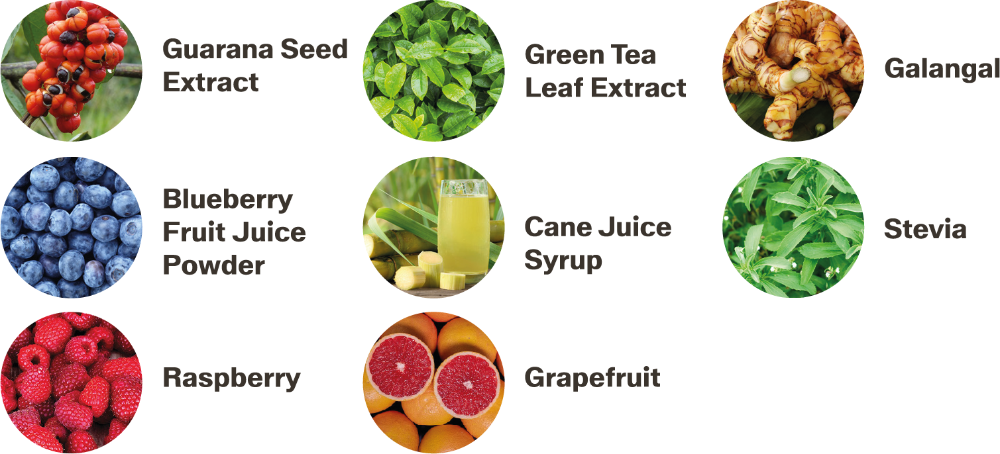 Guarana Seed
Extract
Green Tea
Leaf Extract
Galangal
Blueberry
Fruit Juice
Powder
Cane Juice
Syrup
Stevia
Raspberry
Grapefruit